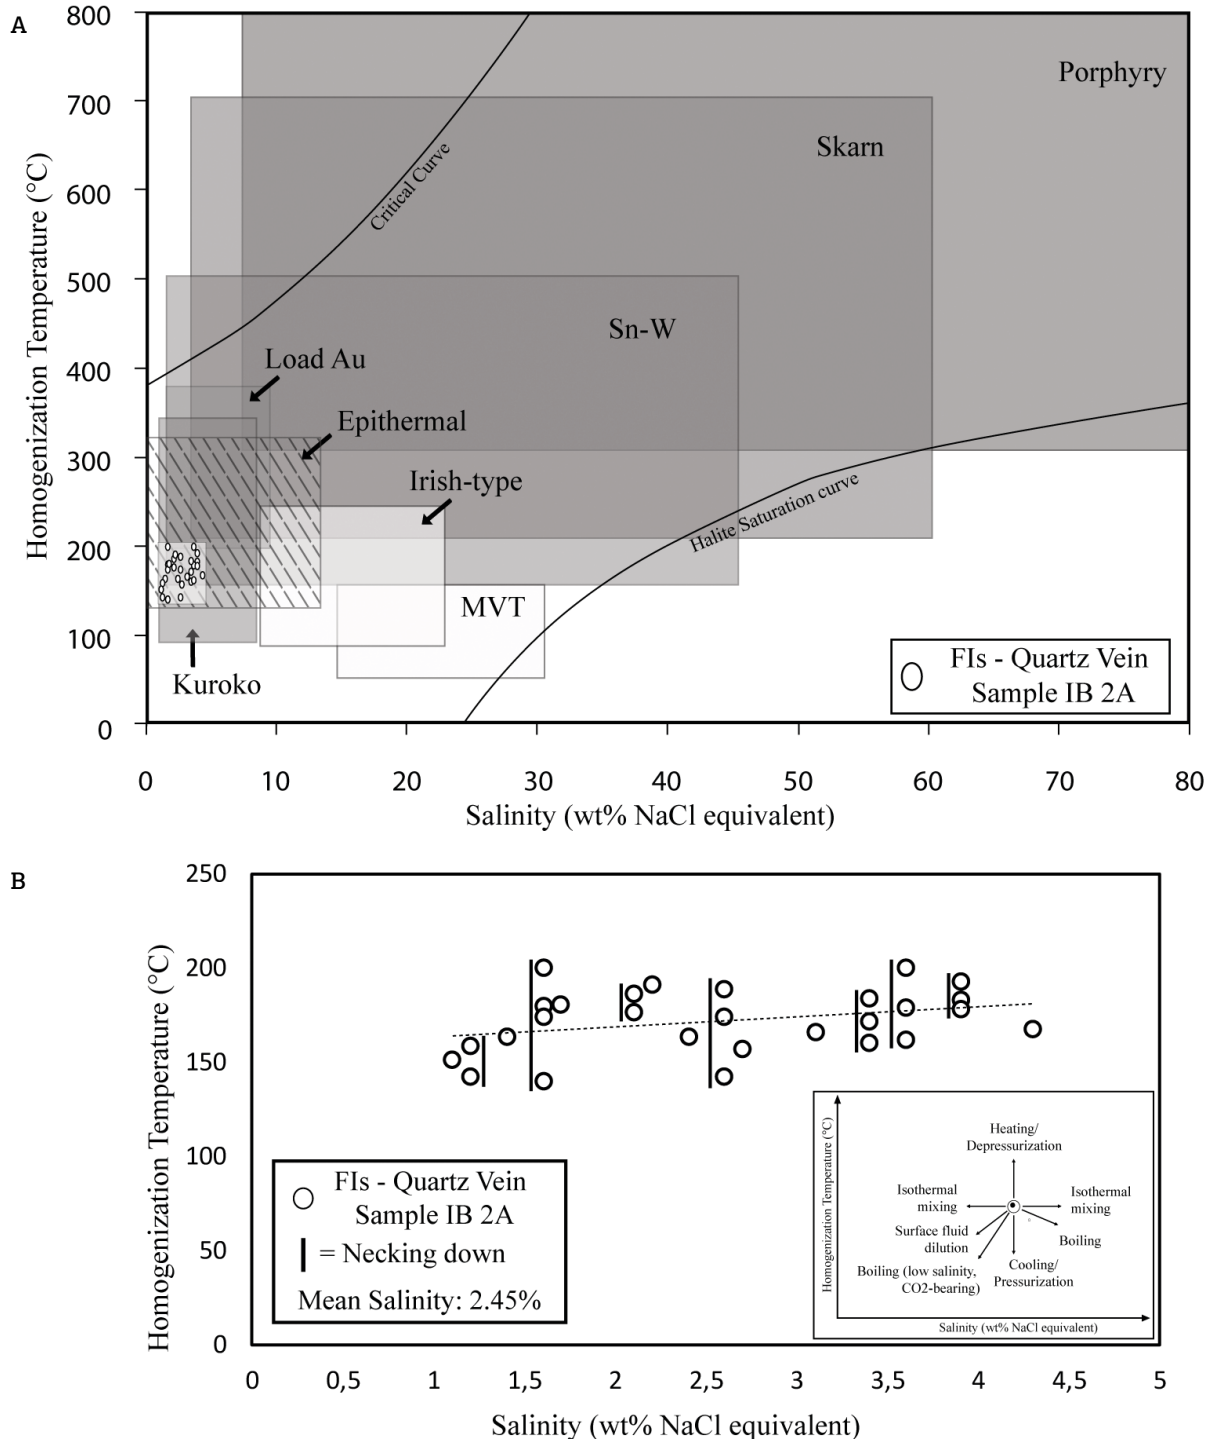 A
800
700
600
500
400
300
200
100
0
Homogenization Temperature (°C)
Porphyry
Skarn
Critical Curve
Sn-W
Load Au
Epithermal
Irish-type
Halite Saturation curve
MVT
Kuroko
FIs - Quartz Vein
Sample IB 2A
0 10 20 30 40 50 60 70 80
Salinity (wt% NaCl equivalent)
B
250
200
150
100
50
0
Homogenization Temperature (°C)
FIs - Quartz Vein
Sample IB 2A
= Necking down
Mean Salinity: 2.45%
Homogenization Temperature (°C)
Heating/
Depressurization
Isothermal
mixing
Isothermal
mixing
Surface fluid
dilution
Boiling
Boiling (low salinity,
CO2-bearing)
Cooling/
Pressurization
Salinity (wt% NaCl equivalent)
0 0,5 1 1,5 2 2,5 3 3,5 4 4,5 5
Salinity (wt% NaCl equivalent)